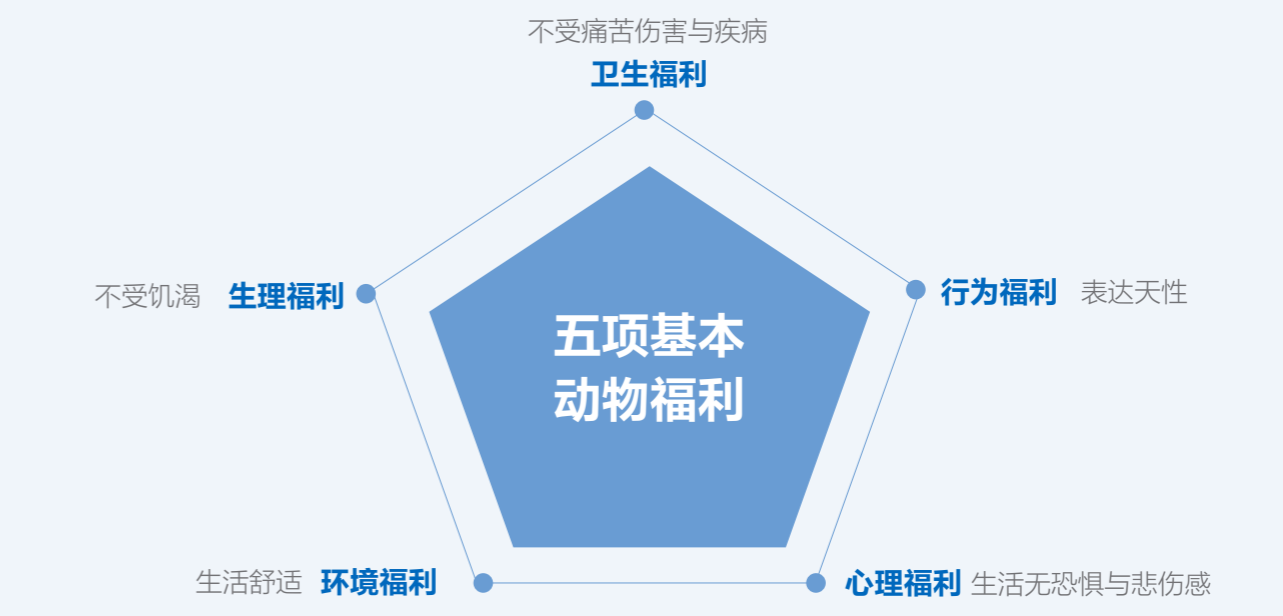 不受痛苦伤害与疾病
卫生福利
不受饥渴 生理福利
行为福利 表达天性
五项基本
动物福利
生活舒适 环境福利
心理福利 生活无恐惧与悲伤感